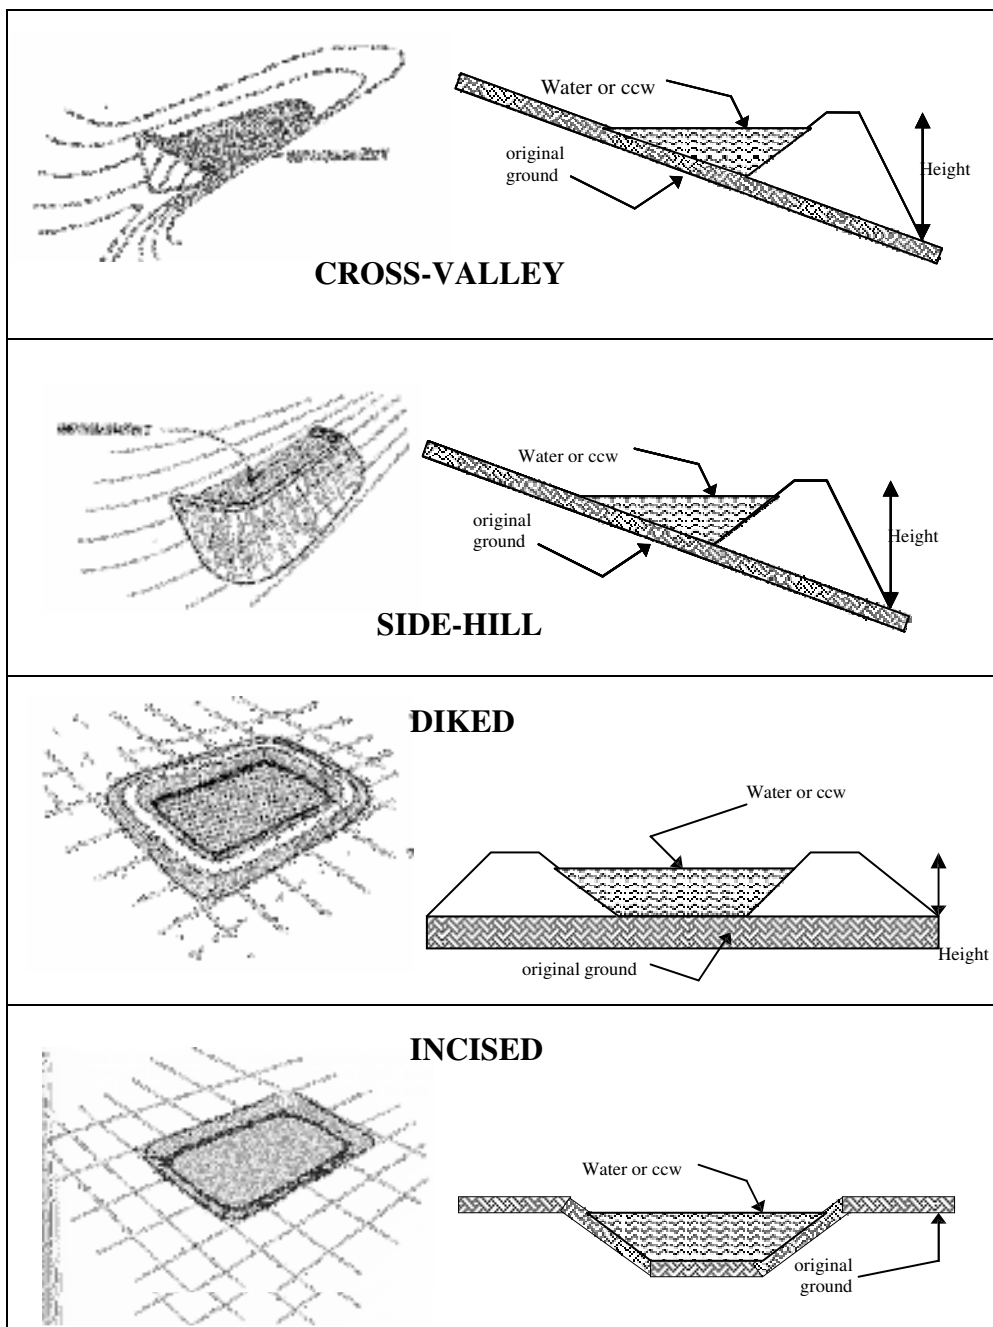 Water or ccw
original
ground
Height
CROSS-VALLEY
Water or ccw
original
ground
Height
SIDE-HILL
DIKED
Water or ccw
original ground
Height
INCISED
Water or ccw
original
ground